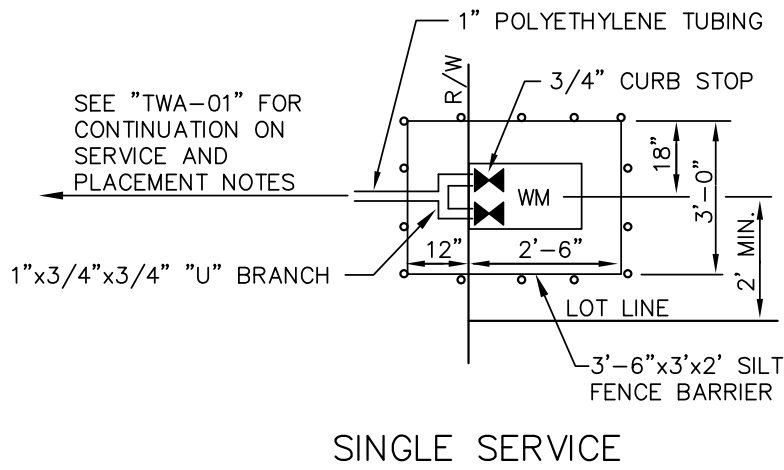 1" POLYETHYLENE TUBING
R/W
3/4" CURB STOP
SEE "TWA-01" FOR
CONTINUATION ON
SERVICE AND
PLACEMENT NOTES
18"
3'-0"
WM
2' MIN.
12"
2'-6"
1"x3/4"x3/4" "U" BRANCH
LOT LINE
3'-6"x3'x2' SILT
FENCE BARRIER
SINGLE SERVICE